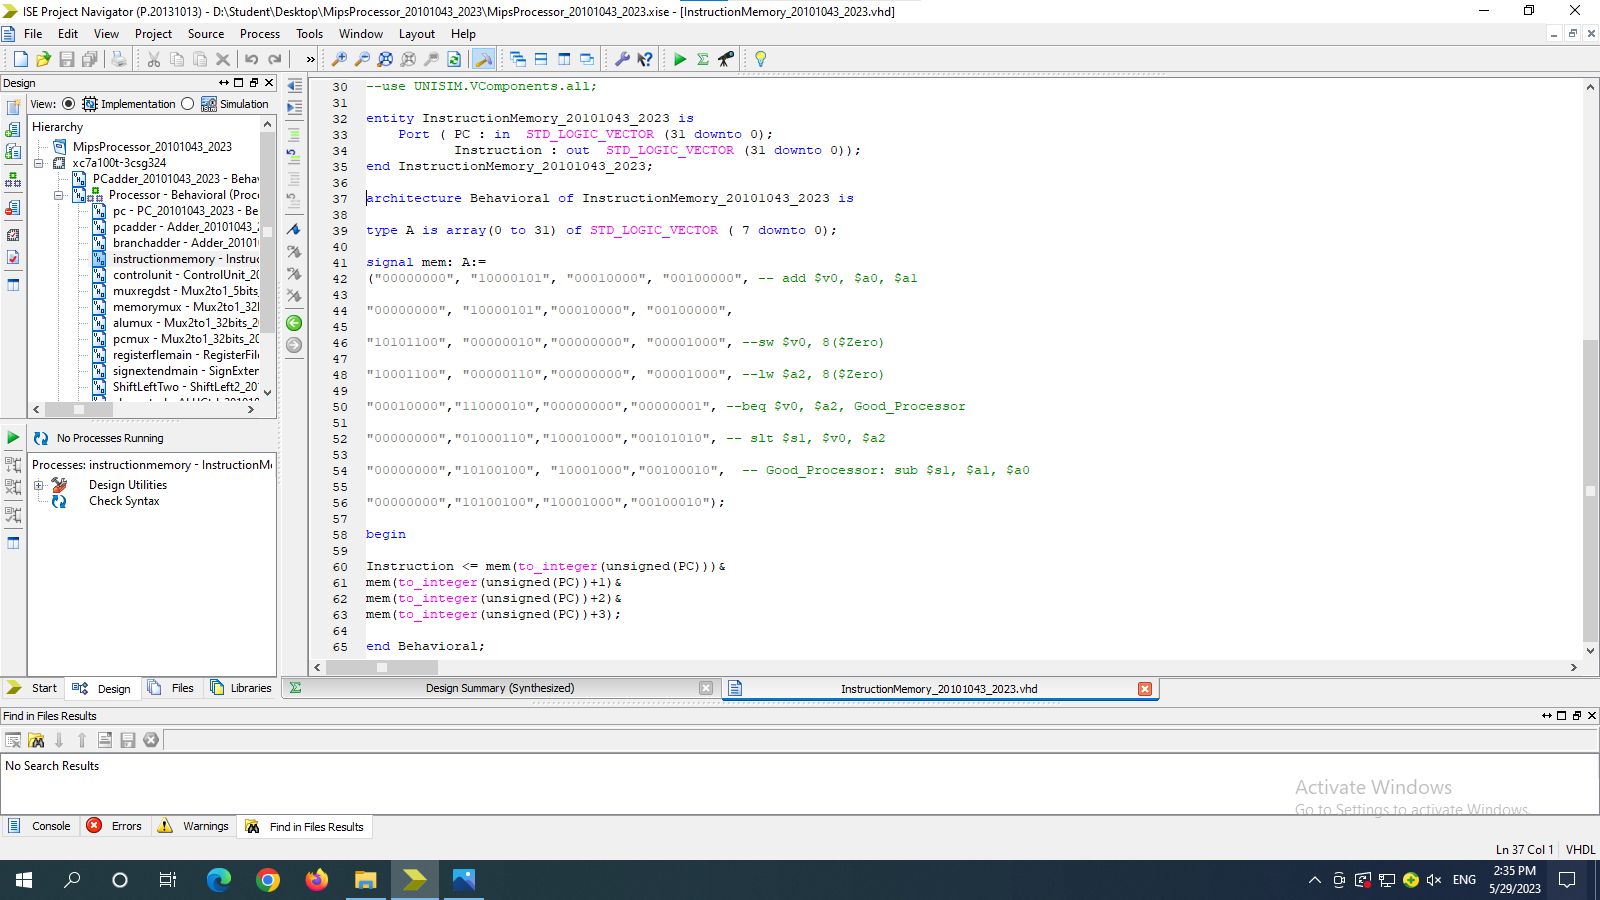 ISE Project Navigator (P.20131013) - D:\Student\Desktop\MipsProcessor_20101043_2023\MipsProcessor_20101043_2023.xise - [InstructionMemory_20101043_2023.vhd]
File Edit View Project Source Process Tools Window Layout Help
»
Design
View: Implementation Simulation
Hierarchy
MipsProcessor_20101043_2023
xc7a100t-3csg324
PCadder_20101043_2023 - Beha
Processor - Behavioral (Proc
pc - PC_20101043_2023 - Be
pcadder - Adder_20101043_
branchadder - Adder_20101
instructionmemory - Instruc
controlunit - ControlUnit_20
muxregdst - Mux2to1_5bits_
memorymux - Mux2to1_32l
alumux - Mux2to1_32bits_20
pcmux - Mux2to1_32bits_20
registerflemain - RegisterFil
signextendmain - SignExter
ShiftLeftTwo - ShiftLeft2_20
No Processes Running
Processes: instructionmemory - InstructionM
Design Utilities
Check Syntax
Start Design Files Libraries
30 --use UNISIM.VComponents.all;
31
32 entity InstructionMemory_20101043_2023 is
33 Port ( PC : in STD_LOGIC_VECTOR (31 downto 0);
34 Instruction : out STD_LOGIC_VECTOR (31 downto 0));
35 end InstructionMemory_20101043_2023;
36
37 architecture Behavioral of InstructionMemory_20101043_2023 is
38
39 type A is array(0 to 31) of STD_LOGIC_VECTOR ( 7 downto 0);
40
41 signal mem: A:=
42 ("00000000", "10000101", "00010000", "00100000", -- add $v0, $a0, $a1
43
44 "00000000", "10000101","00010000", "00100000",
45
46 "10101100", "00000010","00000000", "00001000", --sw $v0, 8($Zero)
47
48 "10001100", "00000110","00000000", "00001000", --lw $a2, 8($Zero)
49
50 "00010000","11000010","00000000","00000001", --beq $v0, $a2, Good_Processor
51
52 "00000000","01000110","10001000","00101010", -- slt $s1, $v0, $a2
53
54 "00000000","10100100", "10001000","00100010", -- Good_Processor: sub $s1, $a1, $a0
55
56 "00000000","10100100","10001000","00100010");
57
58 begin
59
60 Instruction <= mem(to_integer(unsigned(PC)))&
61 mem(to_integer(unsigned(PC))+1)&
62 mem(to_integer(unsigned(PC))+2)&
63 mem(to_integer(unsigned(PC))+3);
64
65 end Behavioral;
Design Summary (Synthesized) InstructionMemory_20101043_2023.vhd
Find in Files Results
No Search Results
Activate Windows
Go to Settings to activate Windows.
Console Errors Warnings Find in Files Results
Ln 37 Col 1 VHDL
ENG 2:35 PM
5/29/2023